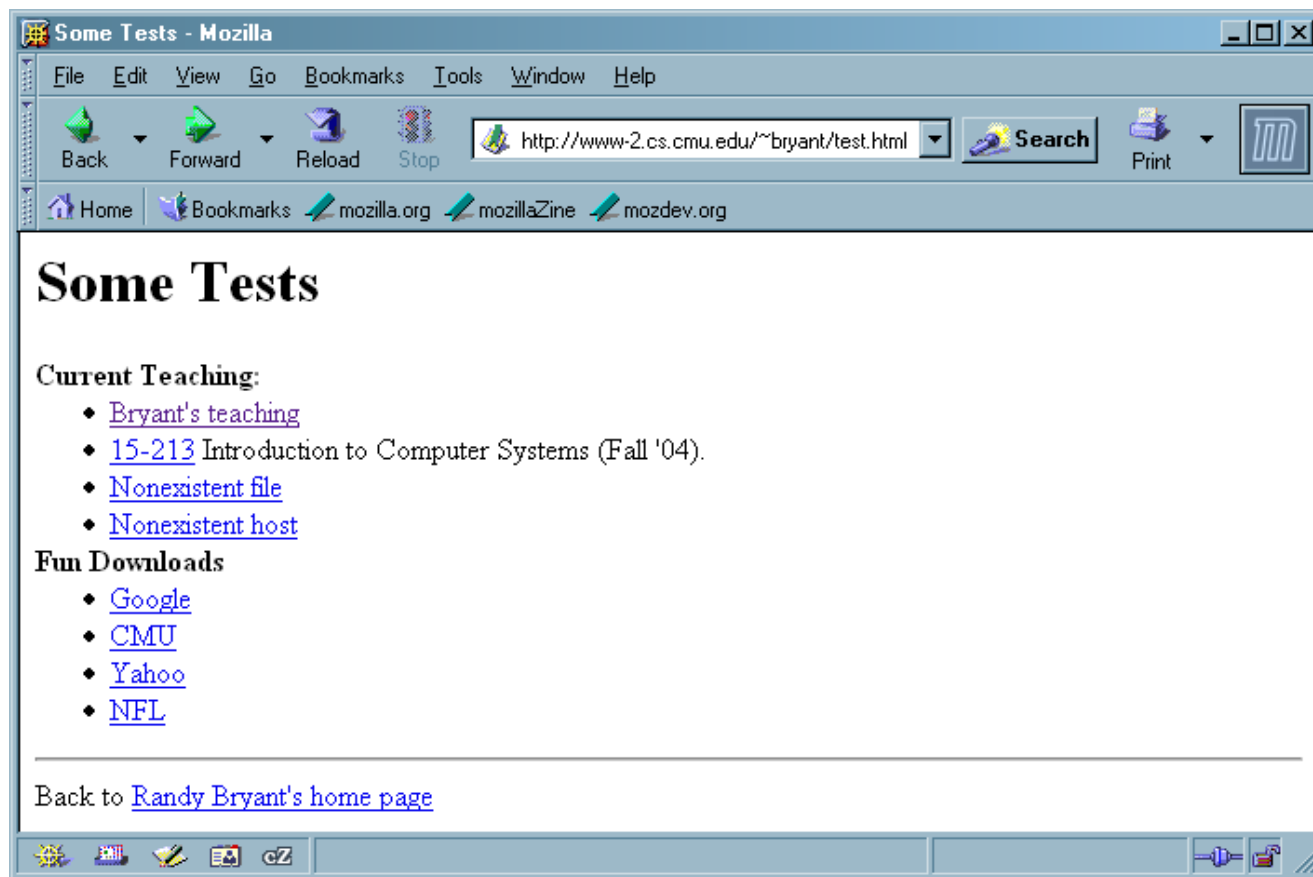 Some Tests - Mozilla
File Edit View Go Bookmarks Tools Window Help
Back Forward Reload Stop http://www-2.cs.cmu.edu/~bryant/test.html Search Print
Home Bookmarks mozilla.org mozillaZine mozdev.org
Some Tests
Current Teaching:
• Bryant's teaching
• 15-213 Introduction to Computer Systems (Fall '04).
• Nonexistent file
• Nonexistent host
Fun Downloads
• Google
• CMU
• Yahoo
• NFL
Back to Randy Bryant's home page
cZ